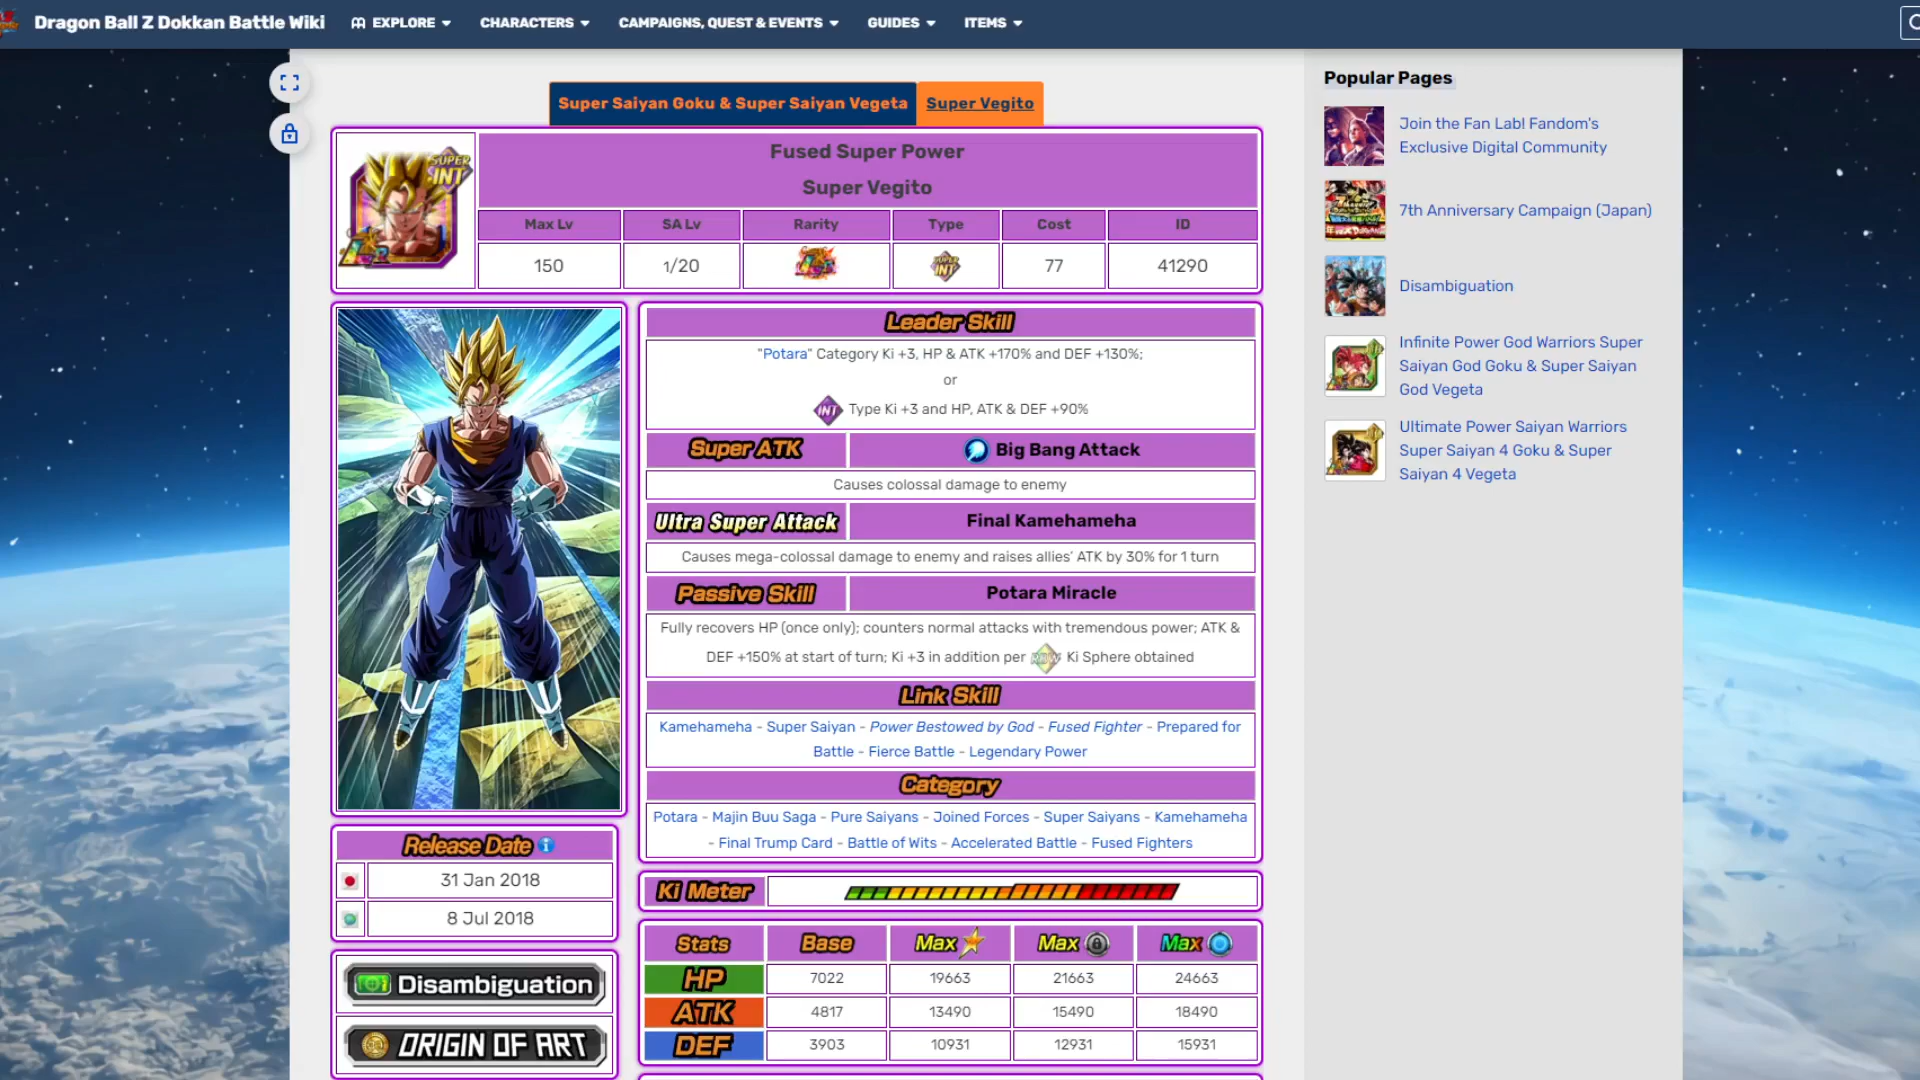 Dragon Ball Z Dokkan Battle Wiki
EXPLORE
CHARACTERS
CAMPAIGNS, QUEST & EVENTS
GUIDES
ITEMS
Super Saiyan Goku & Super Saiyan Vegeta
Super Vegito
Fused Super Power
Super Vegito
Max Lv
SA Lv
Rarity
Type
Cost
ID
SUPER
INT
LR
150
1/20
LR
SUPER
INT
77
41290
Leader Skill
"Potara" Category Ki +3, HP & ATK +170% and DEF +130%;
or
INT Type Ki +3 and HP, ATK & DEF +90%
Super ATK
Big Bang Attack
Causes colossal damage to enemy
Ultra Super Attack
Final Kamehameha
Causes mega-colossal damage to enemy and raises allies' ATK by 30% for 1 turn
Passive Skill
Potara Miracle
Fully recovers HP (once only); counters normal attacks with tremendous power; ATK &
DEF +150% at start of turn; Ki +3 in addition per Ki Sphere obtained
Link Skill
Kamehameha - Super Saiyan - Power Bestowed by God - Fused Fighter - Prepared for
Battle - Fierce Battle - Legendary Power
Category
Potara - Majin Buu Saga - Pure Saiyans - Joined Forces - Super Saiyans - Kamehameha
- Final Trump Card - Battle of Wits - Accelerated Battle - Fused Fighters
Release Date
31 Jan 2018
8 Jul 2018
Disambiguation
ORIGIN OF ART
Ki Meter
Stats
Base
Max
Max
Max
HP
7022
19663
21663
24663
ATK
4817
13490
15490
18490
DEF
3903
10931
12931
15931
Popular Pages
Join the Fan Lab! Fandom's
Exclusive Digital Community
7th Anniversary Campaign (Japan)
Disambiguation
Infinite Power God Warriors Super
Saiyan God Goku & Super Saiyan
God Vegeta
Ultimate Power Saiyan Warriors
Super Saiyan 4 Goku & Super
Saiyan 4 Vegeta